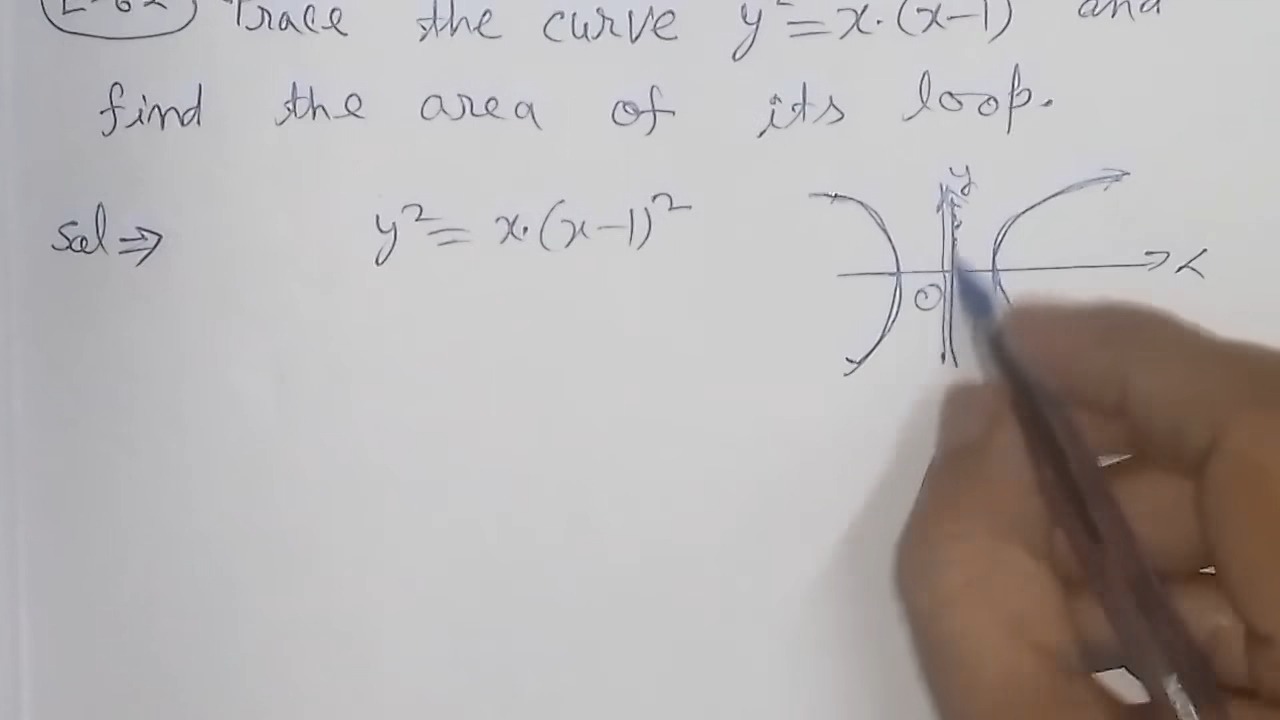 Trace the curve y²=x·(x-1) and
find the area of its loop.
Sol⇒ y²= x·(x-1)²
y
x
O